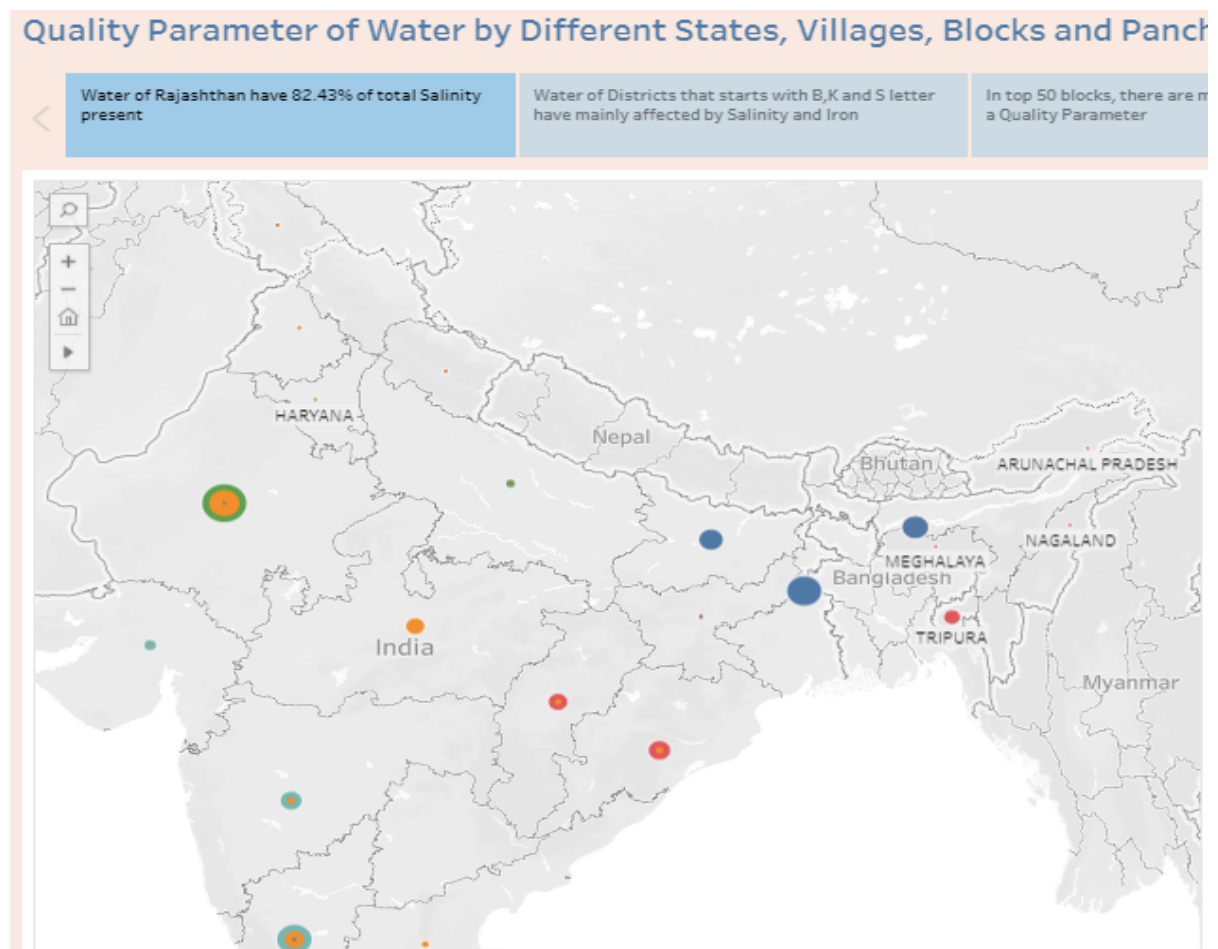 Quality Parameter of Water by Different States, Villages, Blocks and Panch
Water of Rajashthan have 82.43% of total Salinity
present
Water of Districts that starts with B,K and S letter
have mainly affected by Salinity and Iron
In top 50 blocks, there are m
a Quality Parameter
HARYANA
Nepal
Bhutan
ARUNACHAL PRADESH
NAGALAND
MEGHALAYA
Bangladesh
TRIPURA
India
Myanmar